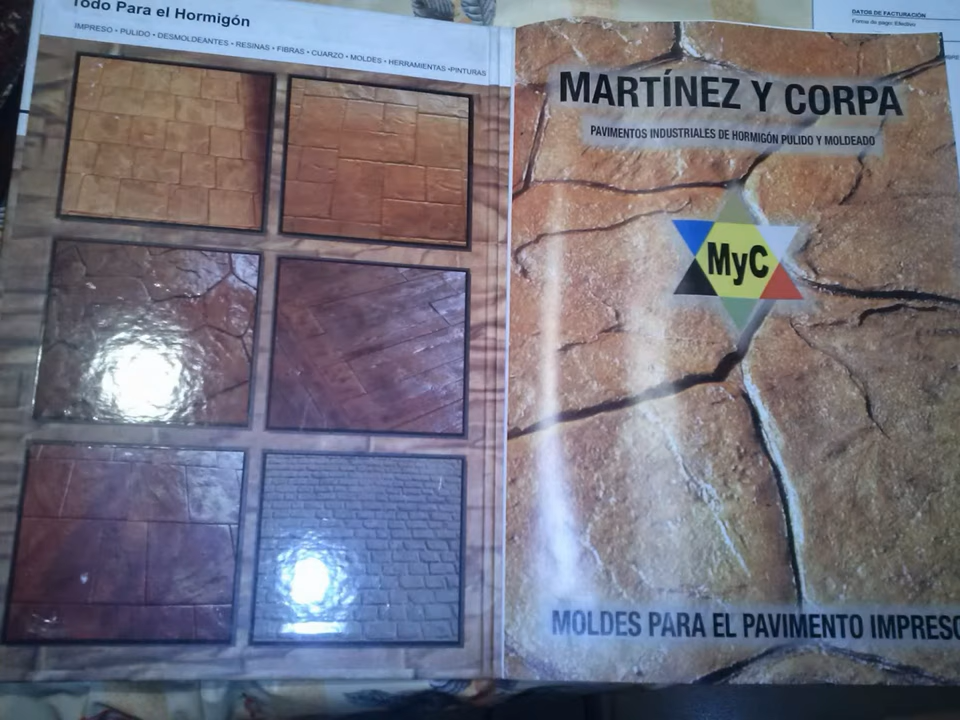 Todo Para el Hormigón
IMPRESO • PULIDO • DESMOLDEANTES • RESINAS • FIBRAS • CUARZO • MOLDES • HERRAMIENTAS •PINTURAS
MARTÍNEZ Y CORPA
PAVIMENTOS INDUSTRIALES DE HORMIGÓN PULIDO Y MOLDEADO
MyC
MOLDES PARA EL PAVIMENTO IMPRESO
DATOS DE FACTURACIÓN
Forma de pago: Efectivo